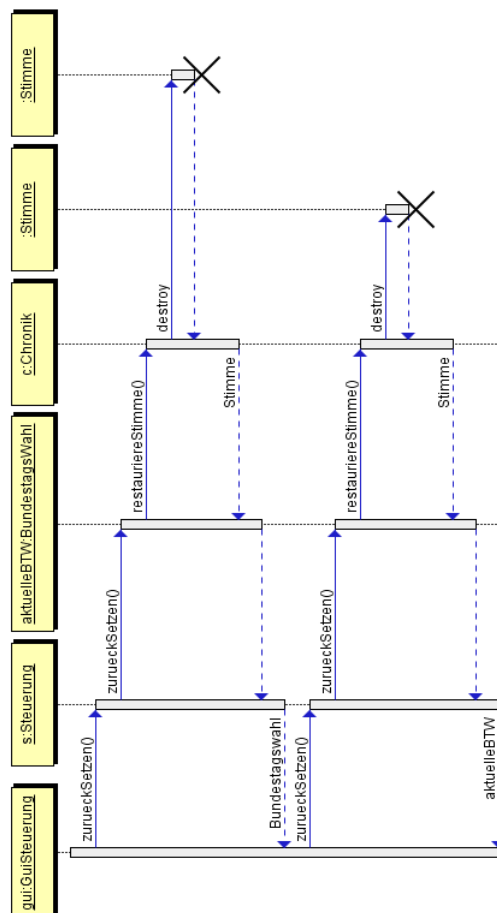 gui:GuiSteuerung
s:Steuerung
aktuelleBTW:BundestagsWahl
c:Chronik
:Stimme
:Stimme
zurueckSetzen()
zurueckSetzen()
restauriereStimme()
destroy
Stimme
Bundestagswahl
zurueckSetzen()
zurueckSetzen()
restauriereStimme()
destroy
Stimme
aktuelleBTW